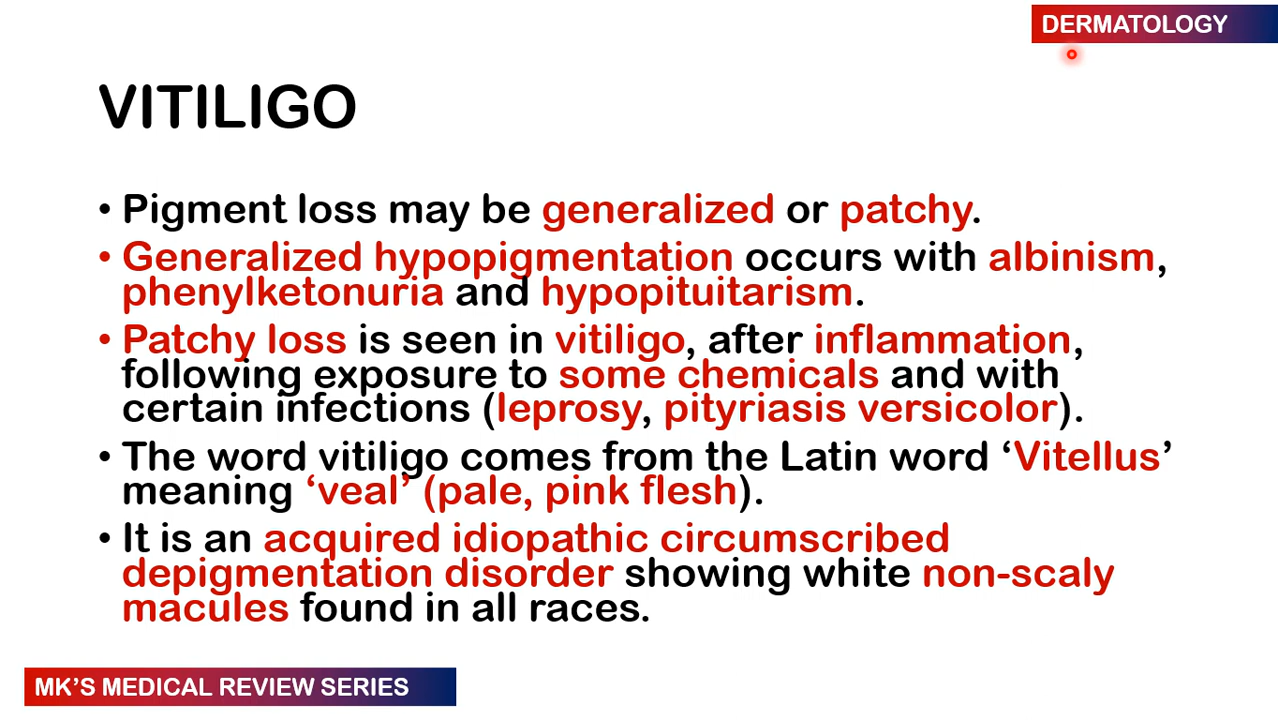 DERMATOLOGY
VITILIGO
• Pigment loss may be generalized or patchy.
• Generalized hypopigmentation occurs with albinism,
phenylketonuria and hypopituitarism.
• Patchy loss is seen in vitiligo, after inflammation,
following exposure to some chemicals and with
certain infections (leprosy, pityriasis versicolor).
• The word vitiligo comes from the Latin word ‘Vitellus’
meaning ‘veal’ (pale, pink flesh).
• It is an acquired idiopathic circumscribed
depigmentation disorder showing white non-scaly
macules found in all races.
MK’S MEDICAL REVIEW SERIES